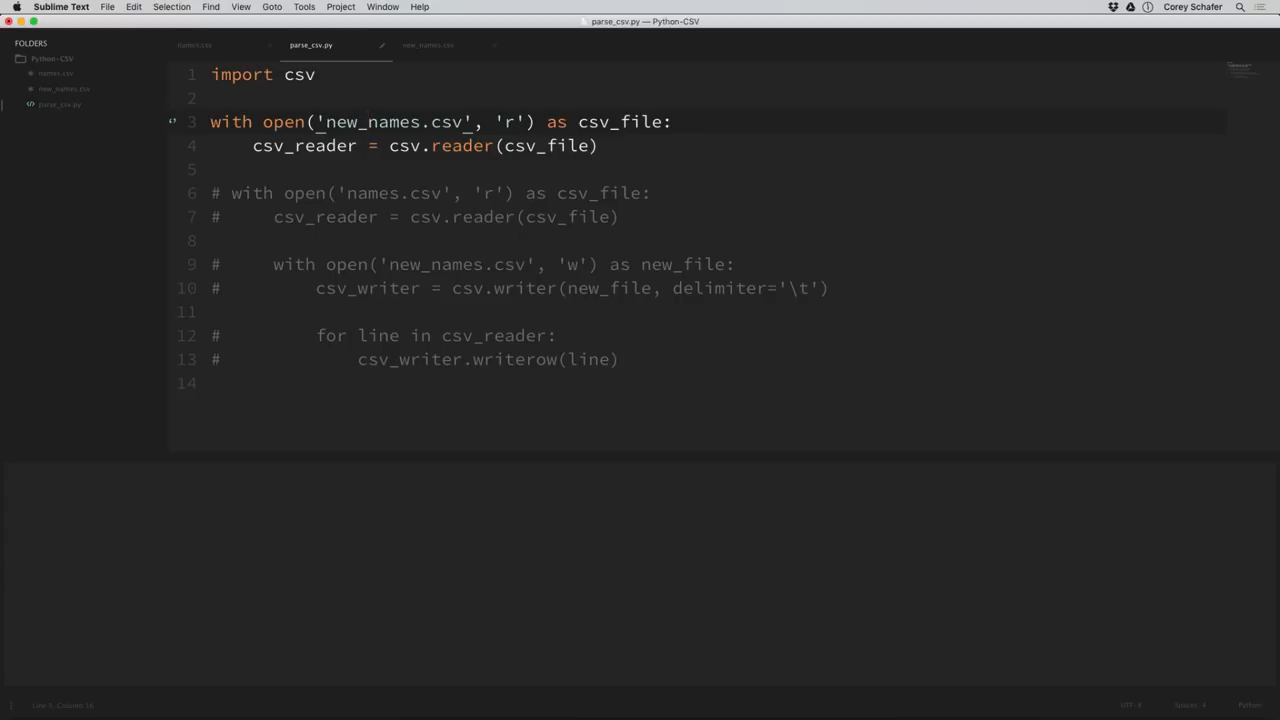 Sublime Text File Edit Selection Find View Goto Tools Project Window Help Corey Schafer
parse_csv.py — Python-CSV
FOLDERS
Python-CSV
names.csv
new_names.csv
parse_csv.py
names.csv parse_csv.py new_names.csv
1 import csv
2
3 with open('new_names.csv', 'r') as csv_file:
4 csv_reader = csv.reader(csv_file)
5
6 # with open('names.csv', 'r') as csv_file:
7 # csv_reader = csv.reader(csv_file)
8
9 # with open('new_names.csv', 'w') as new_file:
10 # csv_writer = csv.writer(new_file, delimiter='\t')
11
12 # for line in csv_reader:
13 # csv_writer.writerow(line)
14
Line 3, Column 16 UTF-8 Spaces: 4 Python